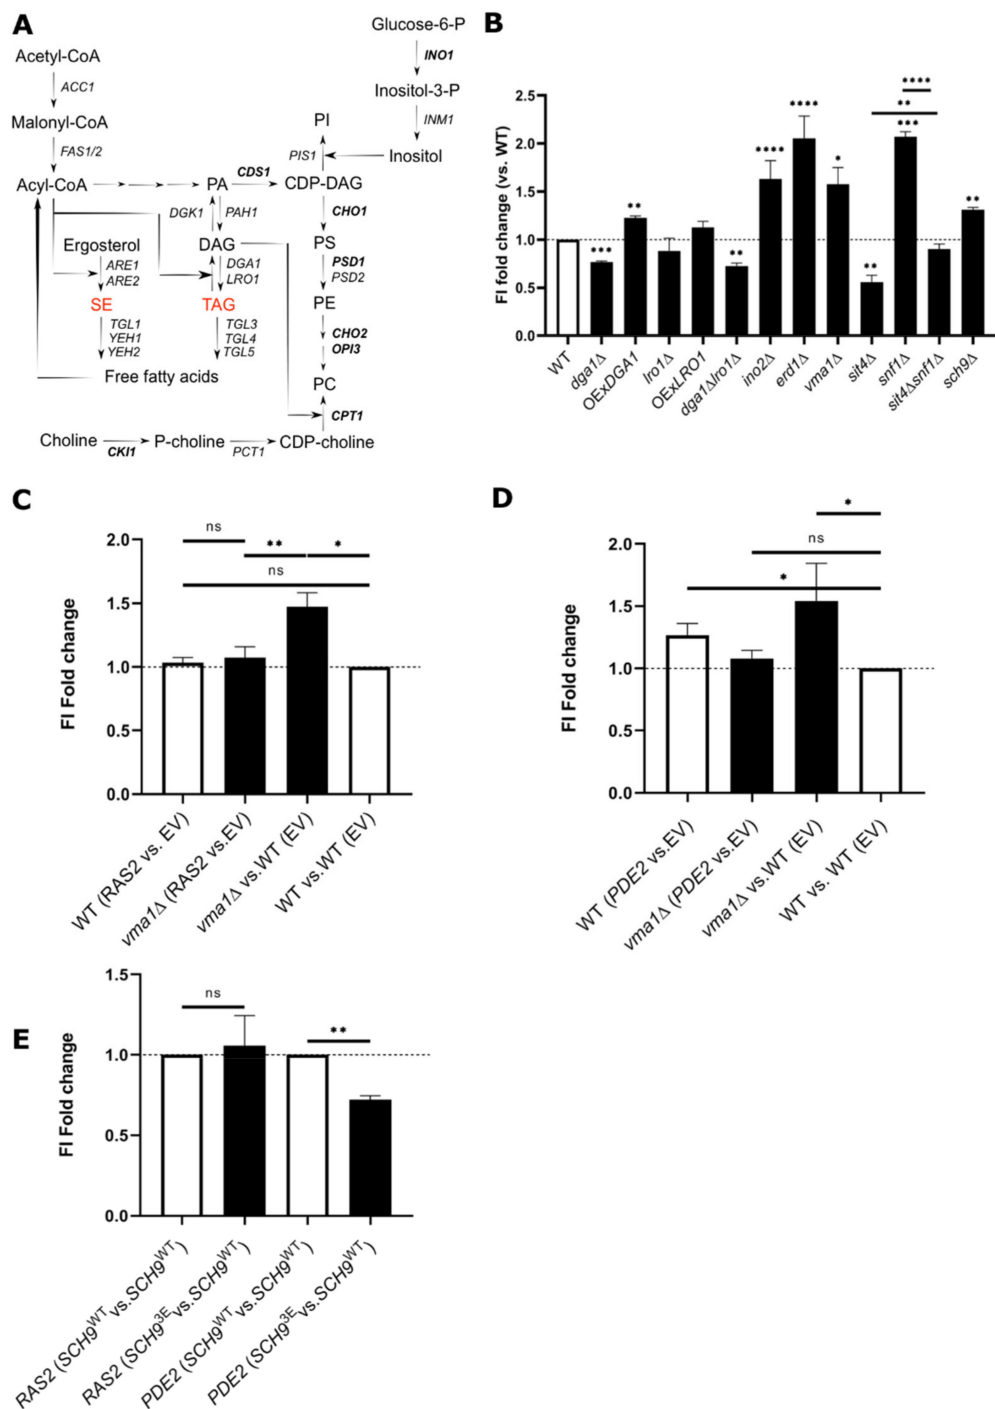 A
Glucose-6-P
Acetyl-CoA
INO1
ACC1
Inositol-3-P
Malonyl-CoA
PI
INM1
FAS1/2
PIS1
Inositol
CDS1
Acyl-CoA
PA
CDP-DAG
DGK1
PAH1
CHO1
Ergosterol
DAG
PS
ARE1
DGA1
PSD1
ARE2
LRO1
PSD2
SE
TAG
PE
TGL1
TGL3
CHO2
YEH1
TGL4
OPI3
YEH2
TGL5
Free fatty acids
PC
CPT1
Choline
P-choline
CDP-choline
CKI1
PCT1
B
FI fold change (vs. WT)
2.5
2.0
1.5
1.0
0.5
0.0
***
**
**
****
****
*
**
***
**
****
**
WT
dga1Δ
OExDGA1
lro1Δ
OExLRO1
dga1Δlro1Δ
ino2Δ
erd1Δ
vma1Δ
sit4Δ
snf1Δ
sit4Δsnf1Δ
sch9Δ
C
FI Fold change
2.0
1.5
1.0
0.5
0.0
ns
**
*
ns
WT (RAS2 vs. EV)
vma1Δ (RAS2 vs.EV)
vma1Δ vs.WT (EV)
WT vs.WT (EV)
D
FI Fold change
2.0
1.5
1.0
0.5
0.0
*
ns
*
WT (PDE2 vs.EV)
vma1Δ (PDE2 vs.EV)
vma1Δ vs.WT (EV)
WT vs. WT (EV)
E
FI Fold change
1.5
1.0
0.5
0.0
ns
**
RAS2 (SCH9WT vs.SCH9WT)
RAS2 (SCH93E vs.SCH9WT)
PDE2 (SCH9WT vs.SCH9WT)
PDE2 (SCH93E vs.SCH9WT)